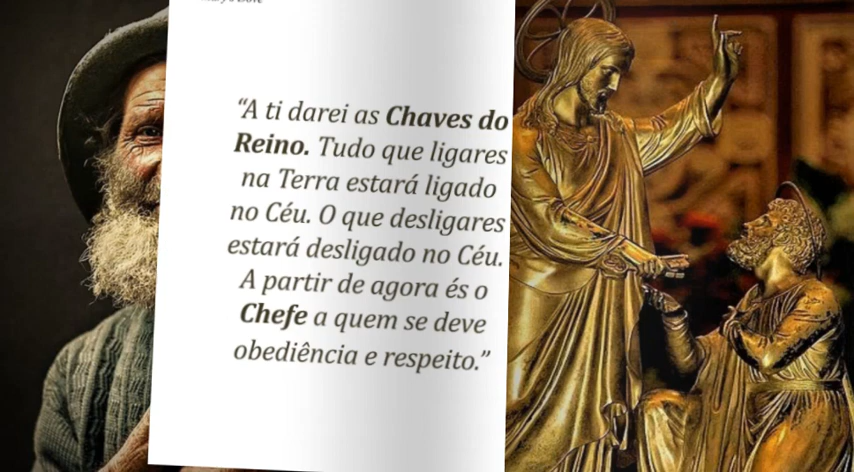 “A ti darei as Chaves do
Reino. Tudo que ligares
na Terra estará ligado
no Céu. O que desligares
estará desligado no Céu.
A partir de agora és o
Chefe a quem se deve
obediência e respeito.”